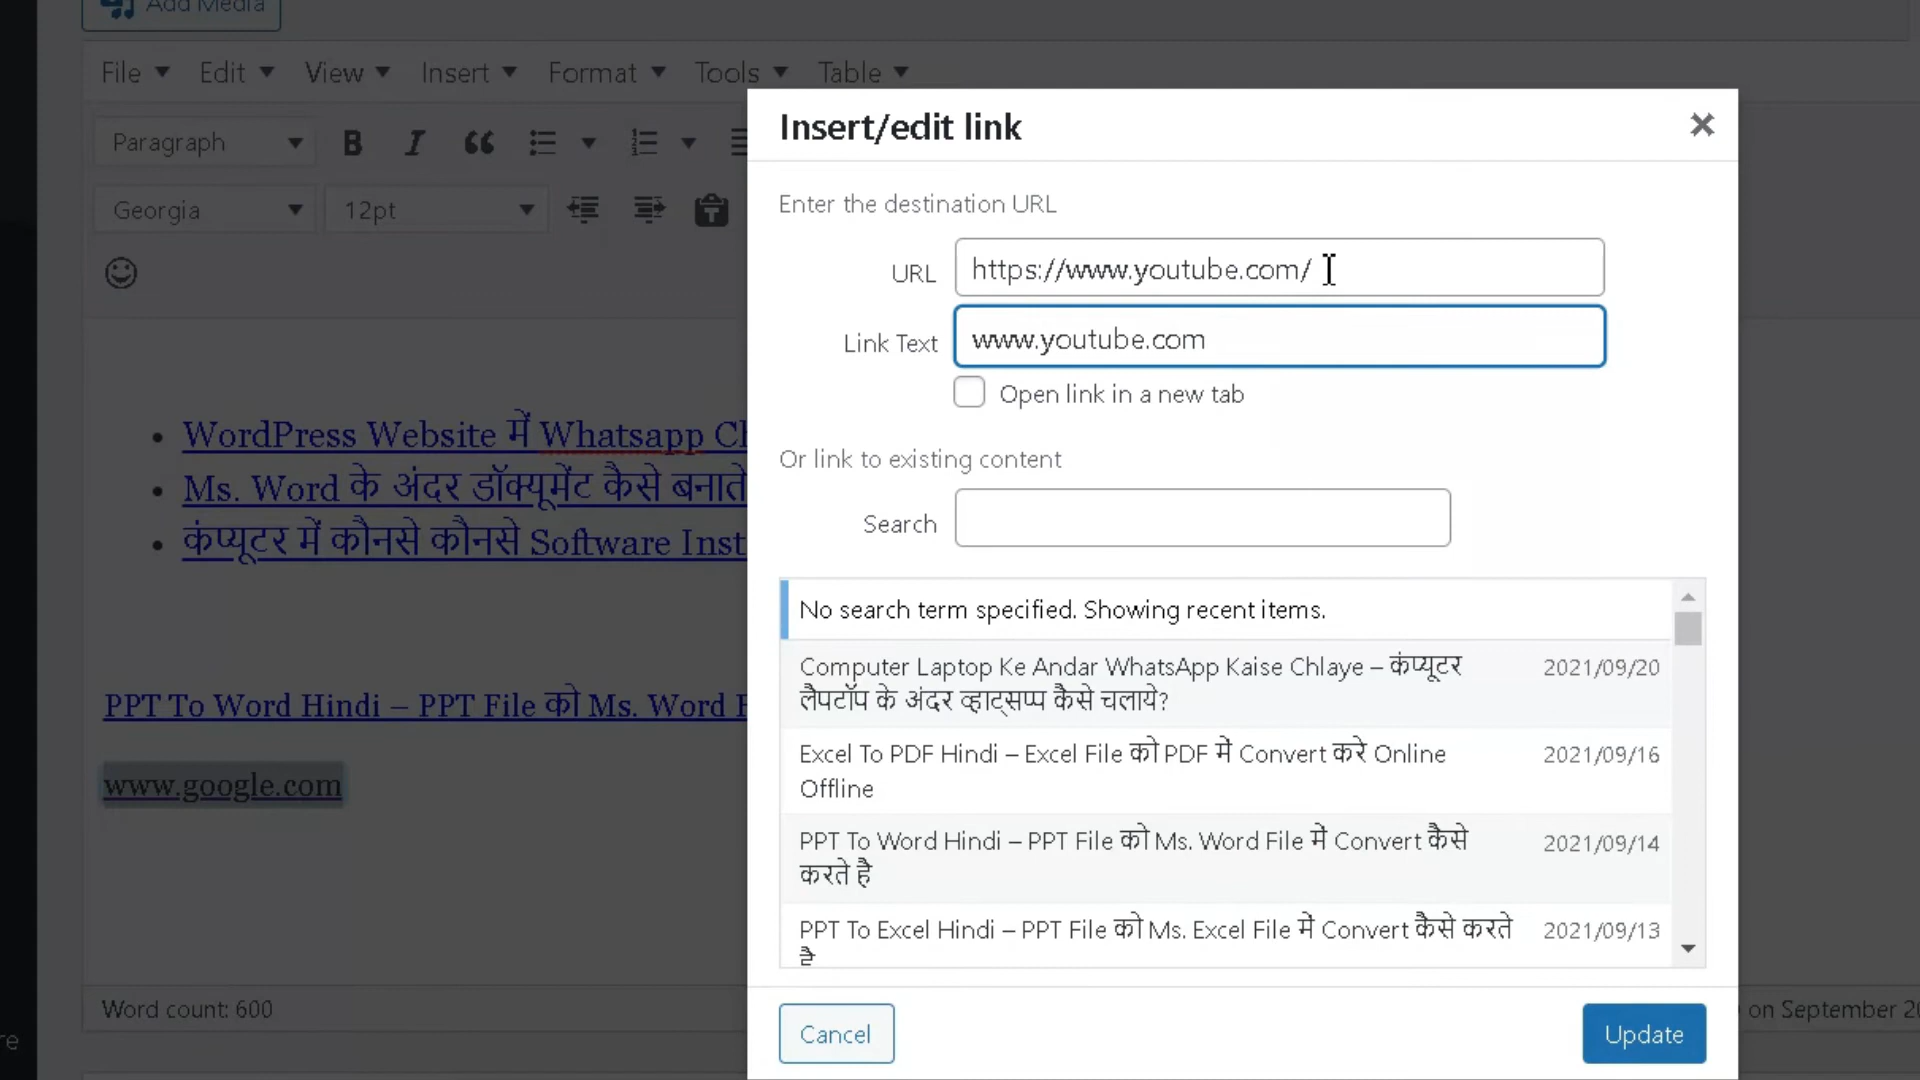 Add Media
File Edit View Insert Format Tools Table
Paragraph
Georgia 12pt
WordPress Website में Whatsapp
Ms. Word के अंदर डॉक्यूमेंट कैसे बनाते
कंप्यूटर में कौनसे कौनसे Software Inst
PPT To Word Hindi – PPT File को Ms. Word
www.google.com
Word count: 600
Insert/edit link
Enter the destination URL
URL https://www.youtube.com/
Link Text www.youtube.com
Open link in a new tab
Or link to existing content
Search
No search term specified. Showing recent items.
Computer Laptop Ke Andar WhatsApp Kaise Chlaye – कंप्यूटर 2021/09/20
लैपटॉप के अंदर व्हाट्सप्प कैसे चलाये?
Excel To PDF Hindi – Excel File को PDF में Convert करे Online 2021/09/16
Offline
PPT To Word Hindi – PPT File को Ms. Word File में Convert कैसे 2021/09/14
करते है
PPT To Excel Hindi – PPT File को Ms. Excel File में Convert कैसे करते 2021/09/13
है
Cancel Update
on September